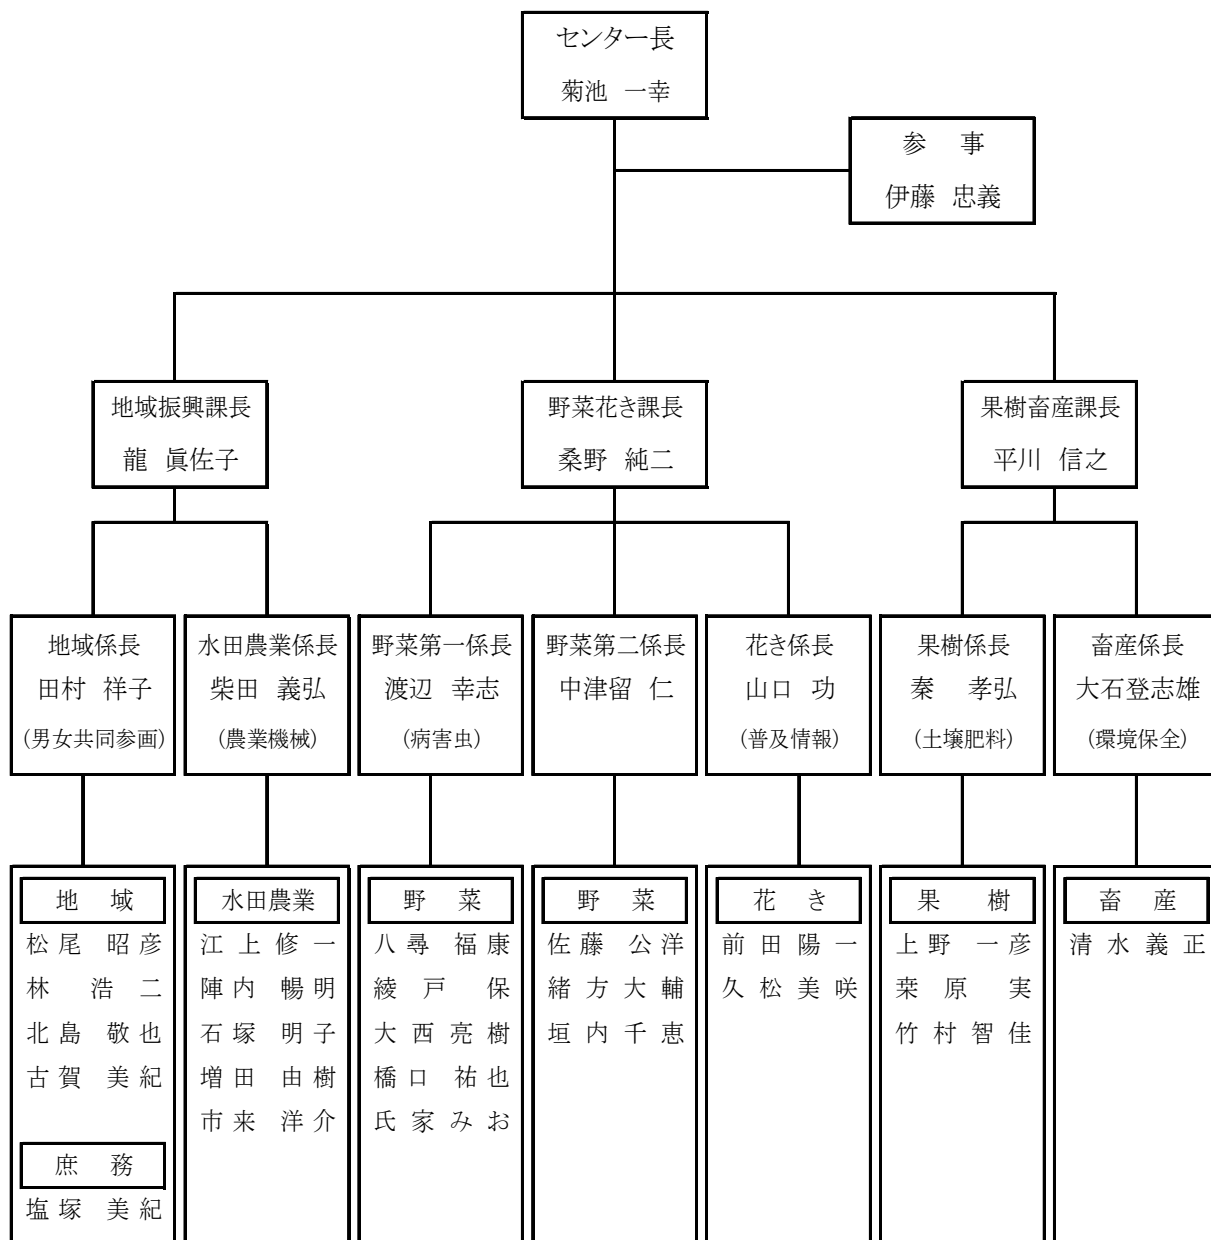 センター長
菊池 一幸
参 事
伊藤 忠義
地域振興課長
龍 眞佐子
野菜花き課長
桑野 純二
果樹畜産課長
平川 信之
地域係長
田村 祥子
(男女共同参画)
水田農業係長
柴田 義弘
(農業機械)
野菜第一係長
渡辺 幸志
(病害虫)
野菜第二係長
中津留 仁
花き係長
山口 功
(普及情報)
果樹係長
秦 孝弘
(土壌肥料)
畜産係長
大石登志雄
(環境保全)
地 域
松尾 昭彦
林 浩二
北島 敬也
古賀 美紀
庶 務
塩塚 美紀
水田農業
江上修一
陣内 暢明
石塚 明子
増田 由樹
市来 洋介
野 菜
八尋 福康
綾戸 保
大西亮樹
橋口 祐也
氏家みお
野 菜
佐藤 公洋
緒方大輔
垣内千恵
花 き
前田陽一
久松美咲
果 樹
上野 一彦
桒原 実
竹村智佳
畜 産
清水義正